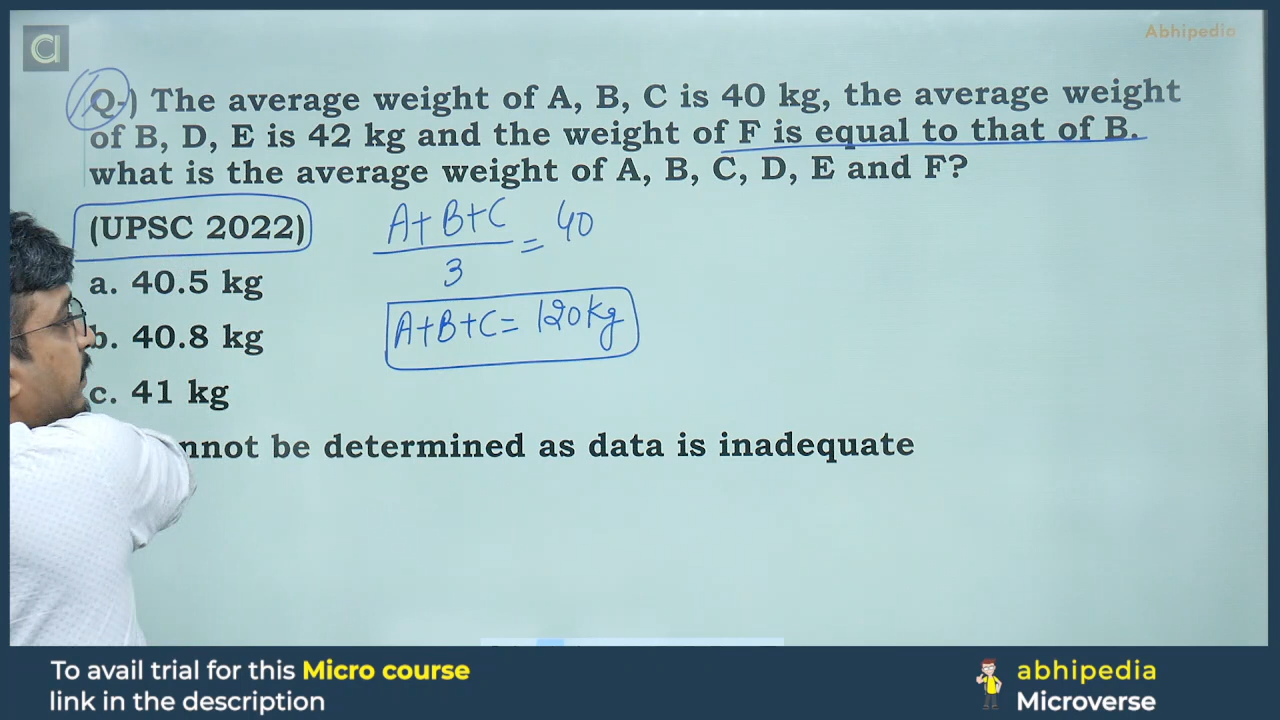 Abhipedia
Q-) The average weight of A, B, C is 40 kg, the average weight
of B, D, E is 42 kg and the weight of F is equal to that of B.
what is the average weight of A, B, C, D, E and F?
(UPSC 2022)
A+B+C
3
= 40
a. 40.5 kg
A+B+C= 120kg
b. 40.8 kg
c. 41 kg
nnot be determined as data is inadequate
To avail trial for this Micro course
link in the description
abhipedia
Microverse